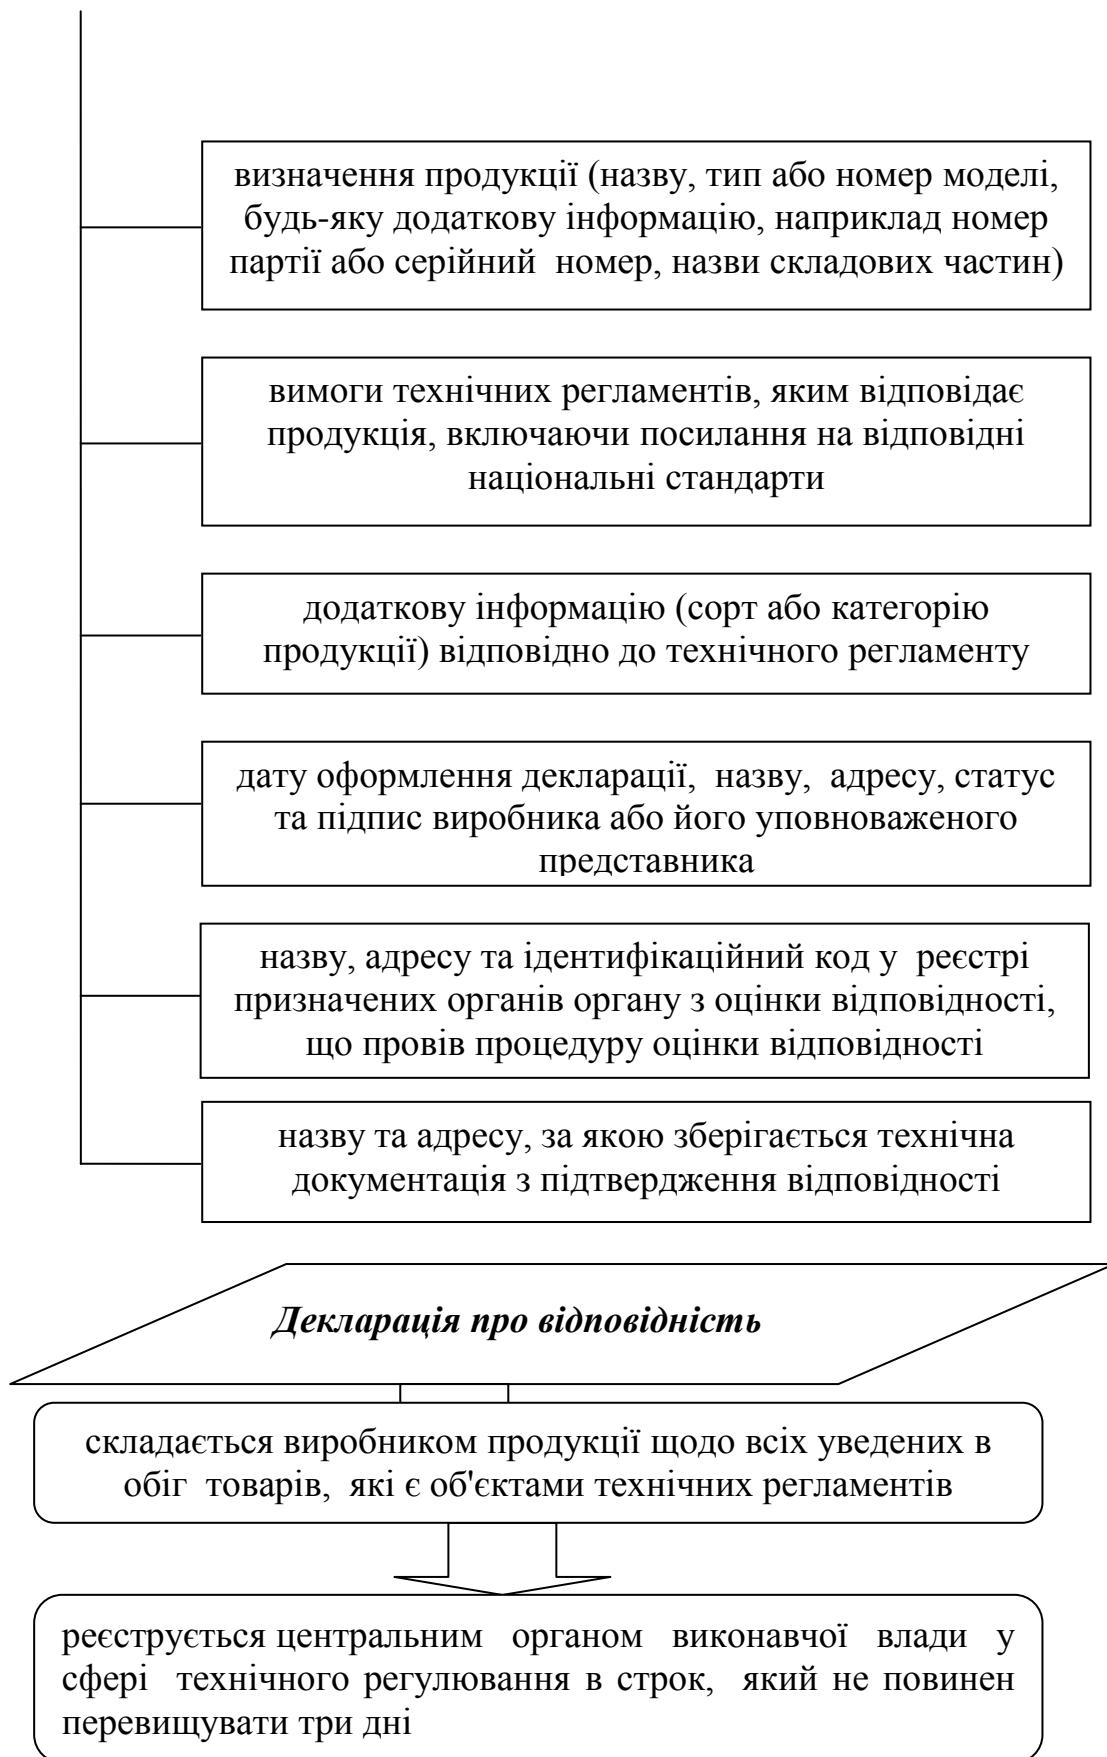 визначення продукції (назву, тип або номер моделі,
будь-яку додаткову інформацію, наприклад номер
партії або серійний номер, назви складових частин)
вимоги технічних регламентів, яким відповідає
продукція, включаючи посилання на відповідні
національні стандарти
додаткову інформацію (сорт або категорію
продукції) відповідно до технічного регламенту
дату оформлення декларації, назву, адресу, статус
та підпис виробника або його уповноваженого
представника
назву, адресу та ідентифікаційний код у реєстрі
призначених органів органу з оцінки відповідності,
що провів процедуру оцінки відповідності
назву та адресу, за якою зберігається технічна
документація з підтвердження відповідності
Декларація про відповідність
складається виробником продукції щодо всіх уведених в
обіг товарів, які є об'єктами технічних регламентів
реєструється центральним органом виконавчої влади у
сфері технічного регулювання в строк, який не повинен
перевищувати три дні